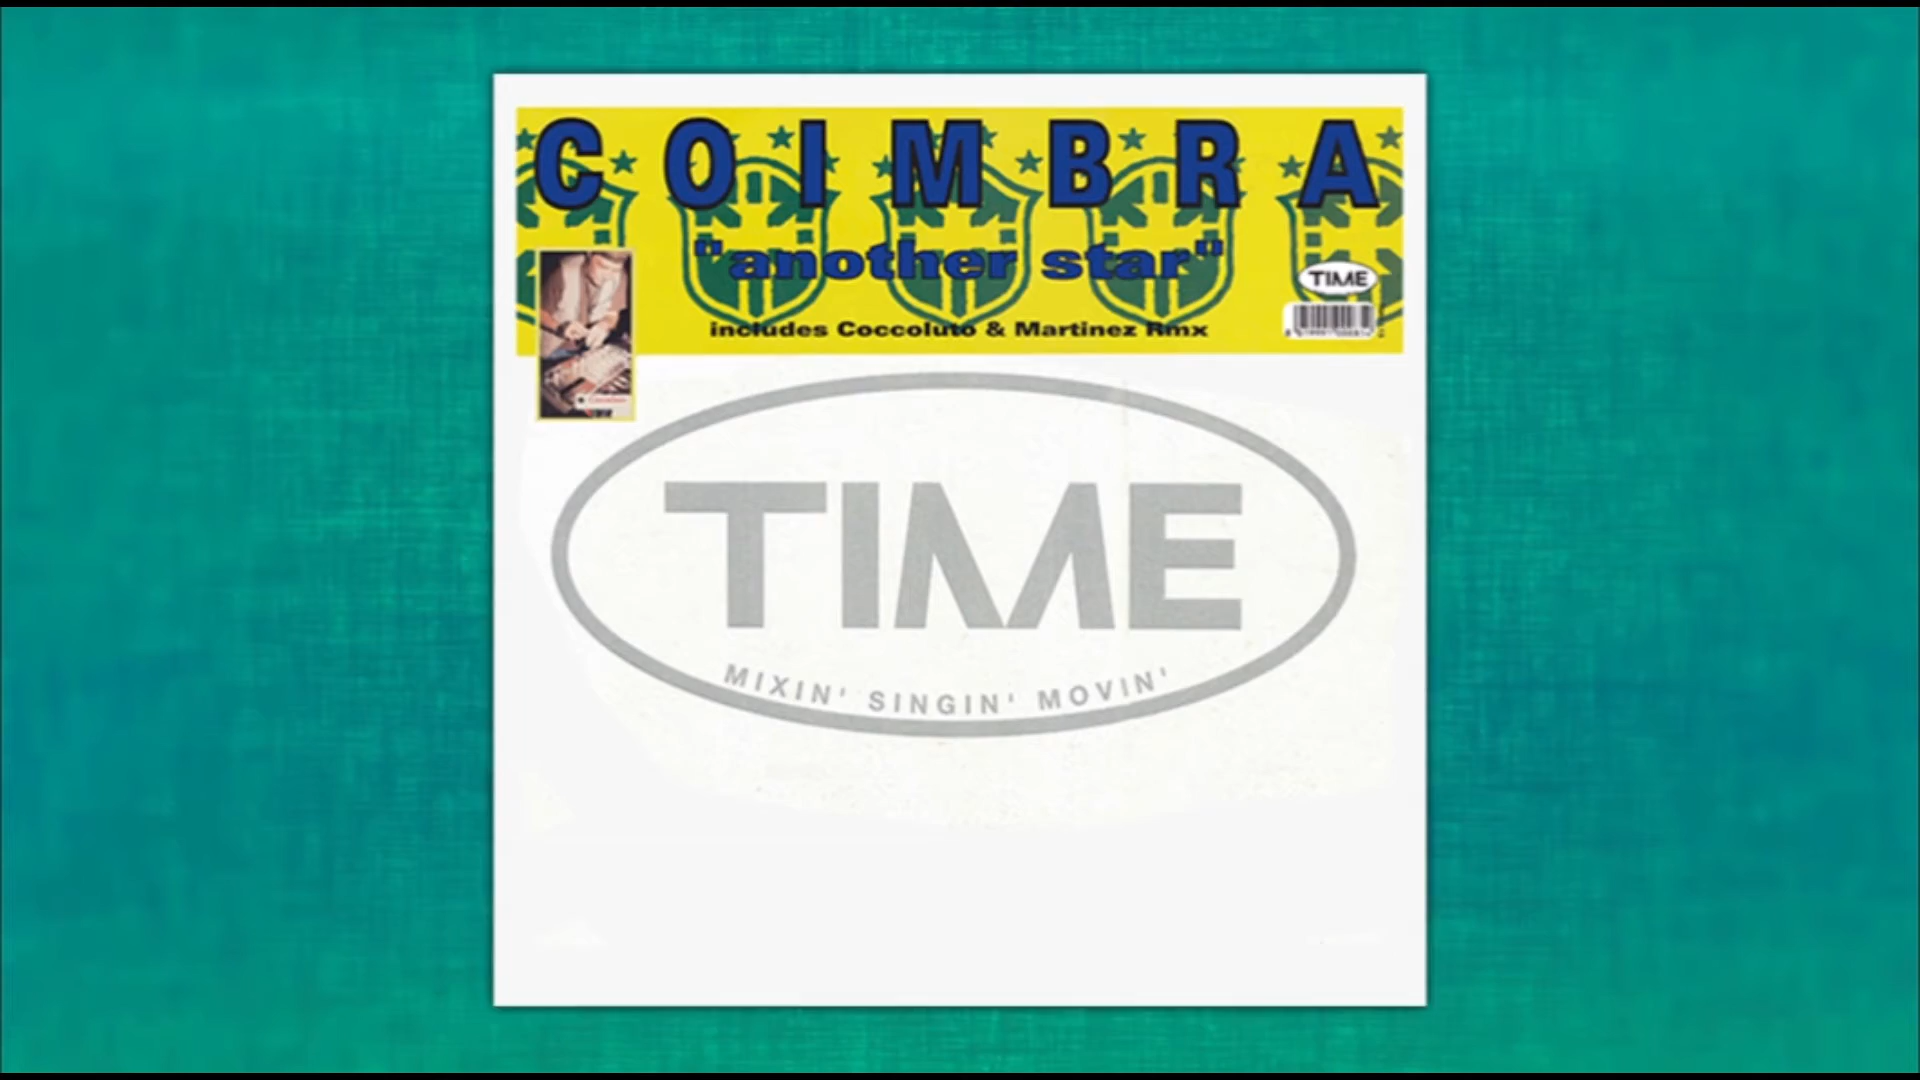 COIMBRA
"another star"
includes Coccoluto & Martinez Rmx
TIME
TIME
MIXIN' SINGIN' MOVIN'